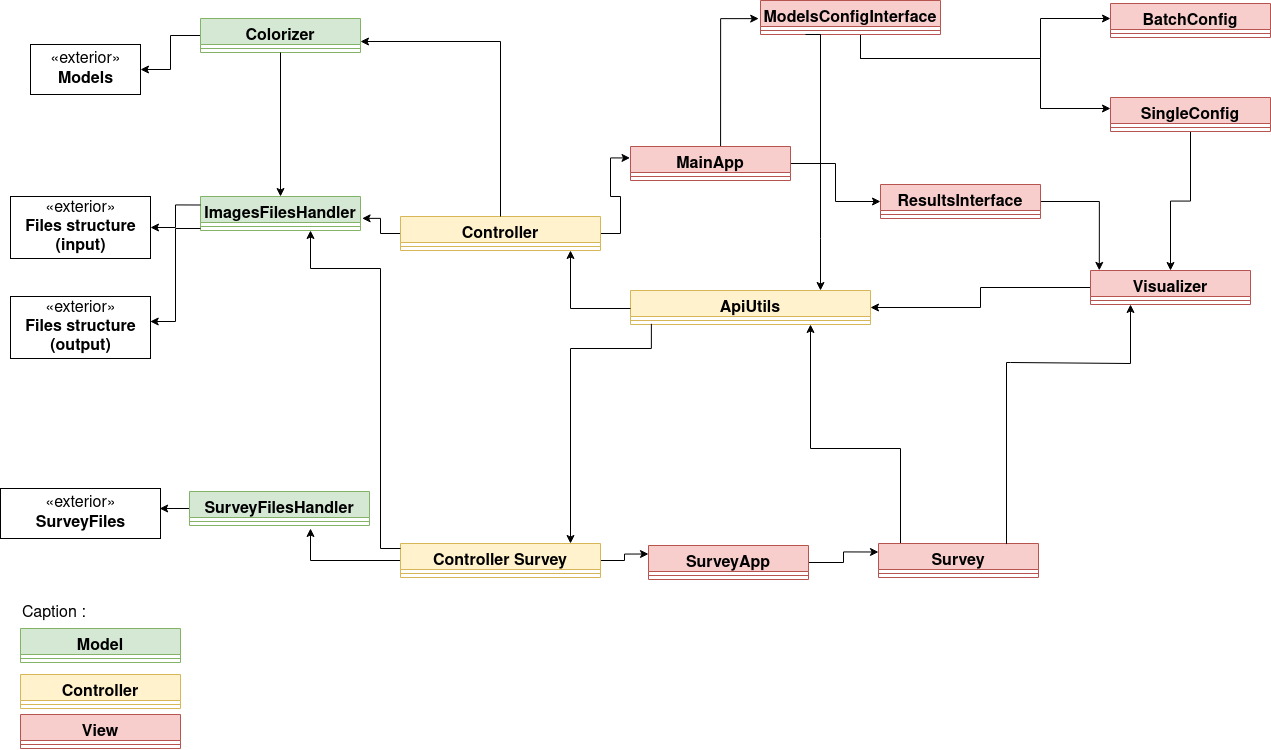 ModelsConfigInterface
BatchConfig
Colorizer
«exterior»
Models
SingleConfig
MainApp
«exterior»
Files structure
(input)
ImagesFilesHandler
ResultsInterface
Controller
Visualizer
«exterior»
Files structure
(output)
ApiUtils
«exterior»
SurveyFiles
SurveyFilesHandler
Controller Survey
SurveyApp
Survey
Caption :
Model
Controller
View